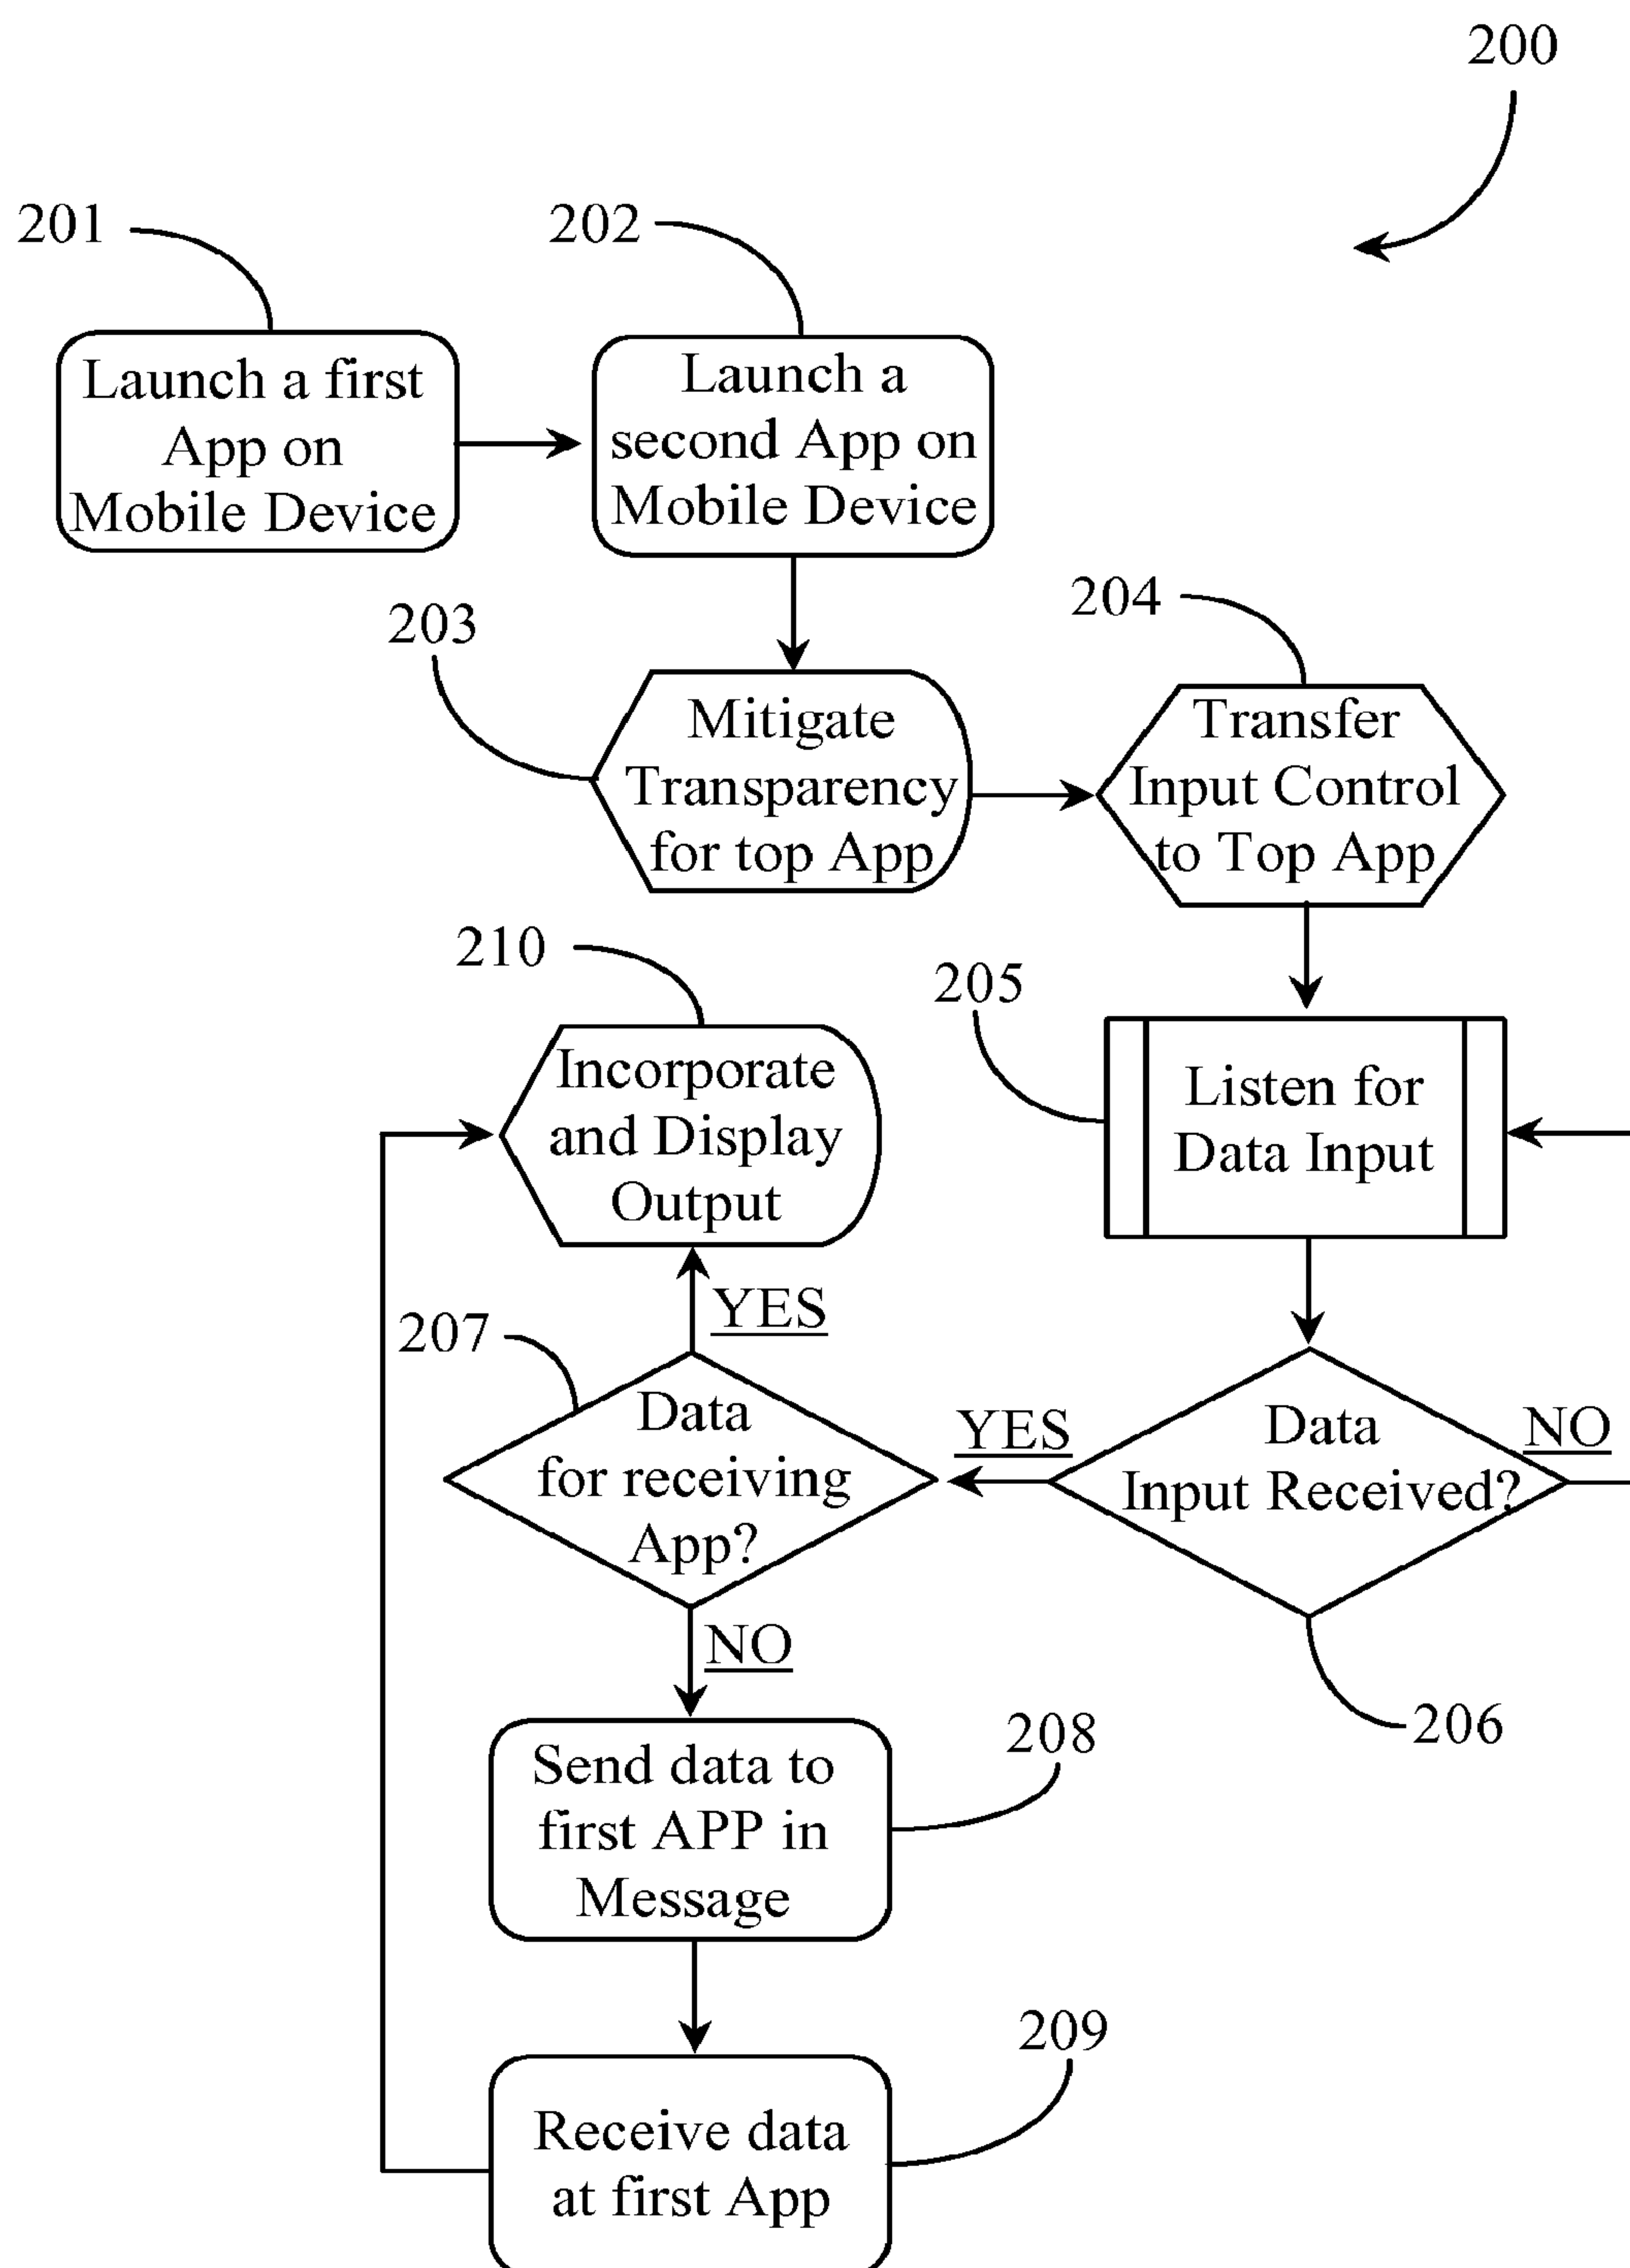 200
201
202
Launch a first
App on
Mobile Device
Launch a
second App on
Mobile Device
203
204
Mitigate
Transparency
for top App
Transfer
Input Control
to Top App
210
205
Incorporate
and Display
Output
Listen for
Data Input
YES
207
Data
for receiving
App?
YES
Data
Input Received?
NO
NO
206
208
Send data to
first APP in
Message
209
Receive data
at first App